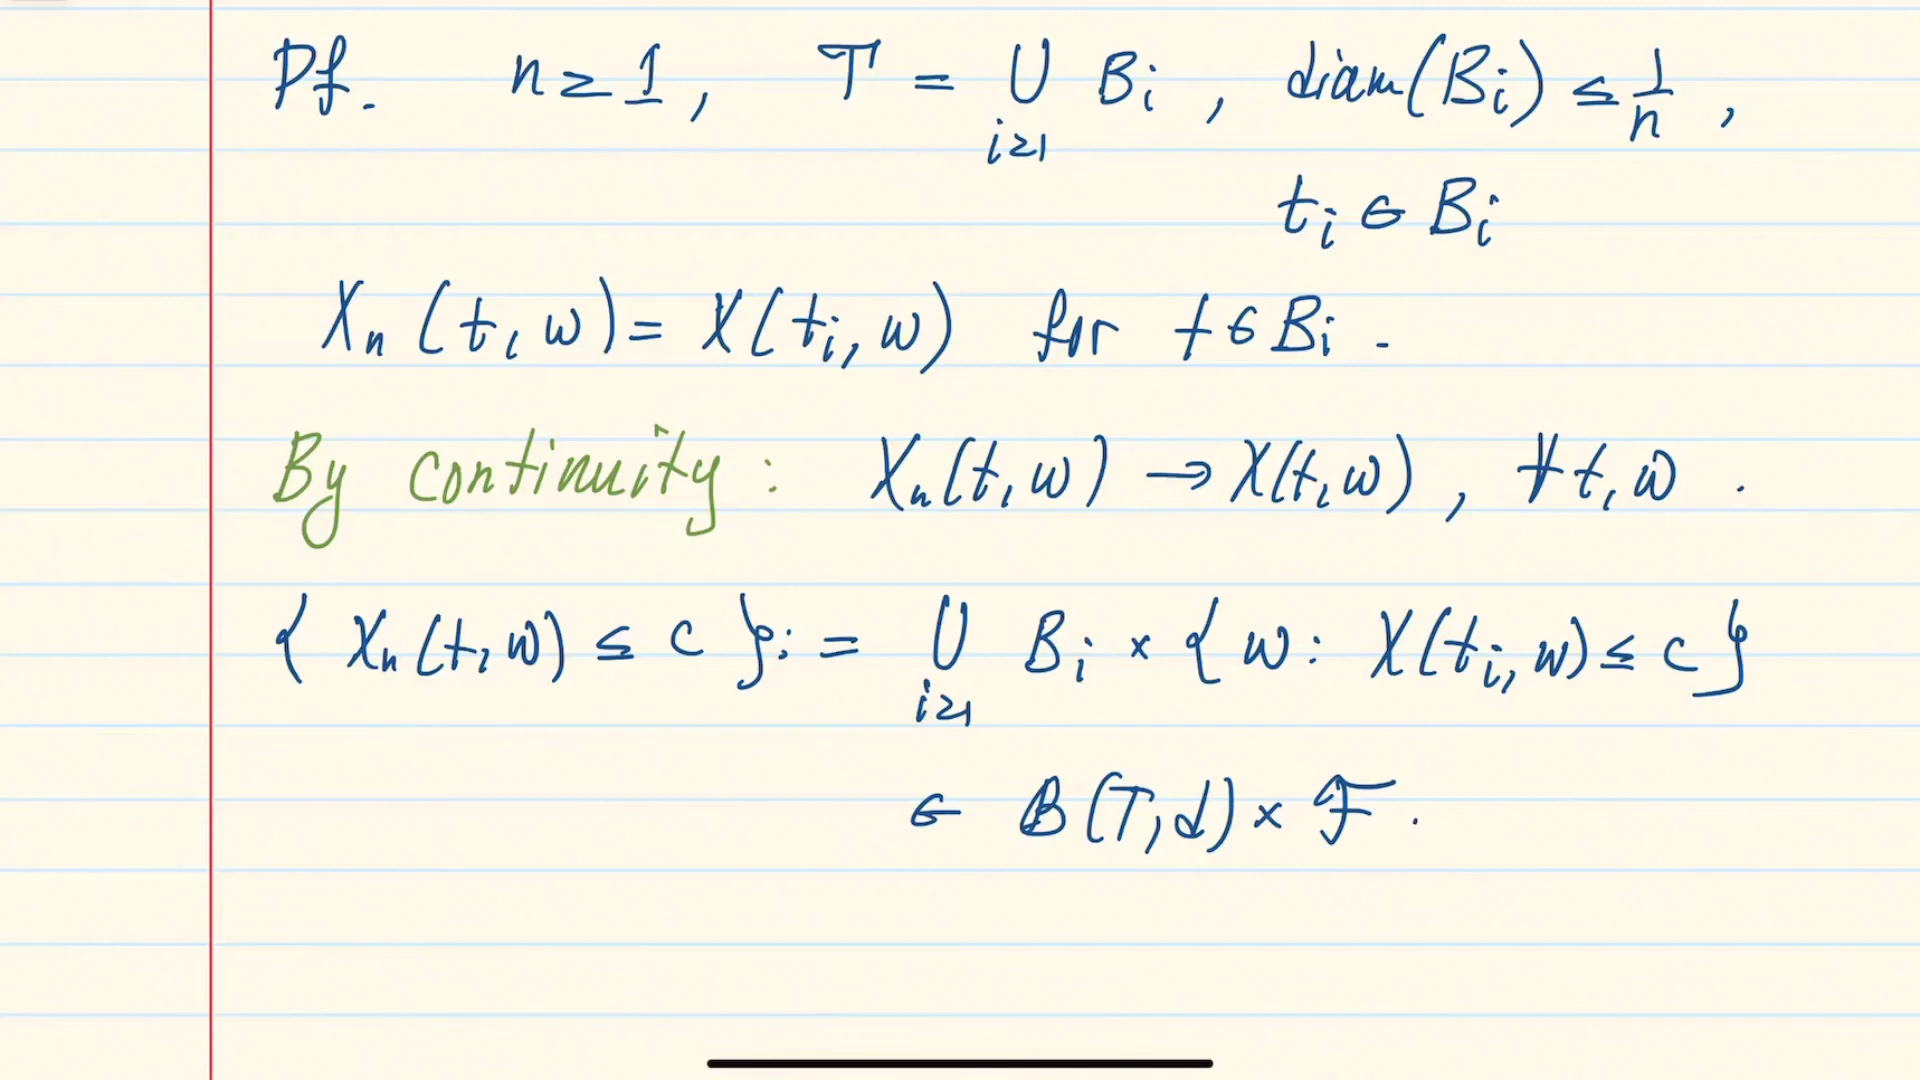 Pf. n ≥ 1, T = ∪_{i≥1} B_i, diam(B_i) ≤ 1/n,
t_i ∈ B_i
X_n(t, ω) = X(t_i, ω) for t ∈ B_i.
By continuity: X_n(t, ω) → X(t, ω), ∀ t, ω.
{ X_n(t, ω) ≤ c }: = ∪_{i≥1} B_i × { ω: X(t_i, ω) ≤ c }
∈ B(T, d) × F.